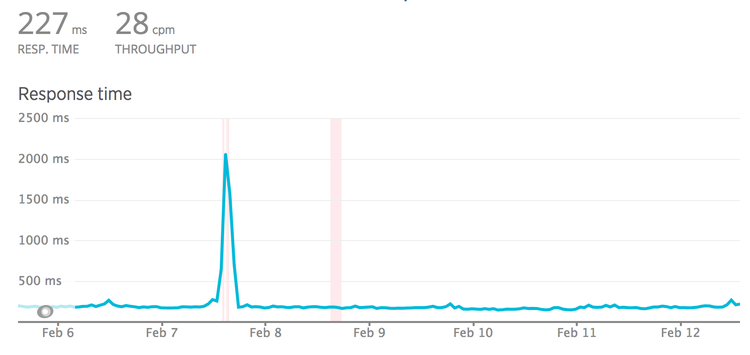 227 ms 28 cpm
RESP. TIME THROUGHPUT
Response time
2500 ms
2000 ms
1500 ms
1000 ms
500 ms
Feb 6 Feb 7 Feb 8 Feb 9 Feb 10 Feb 11 Feb 12